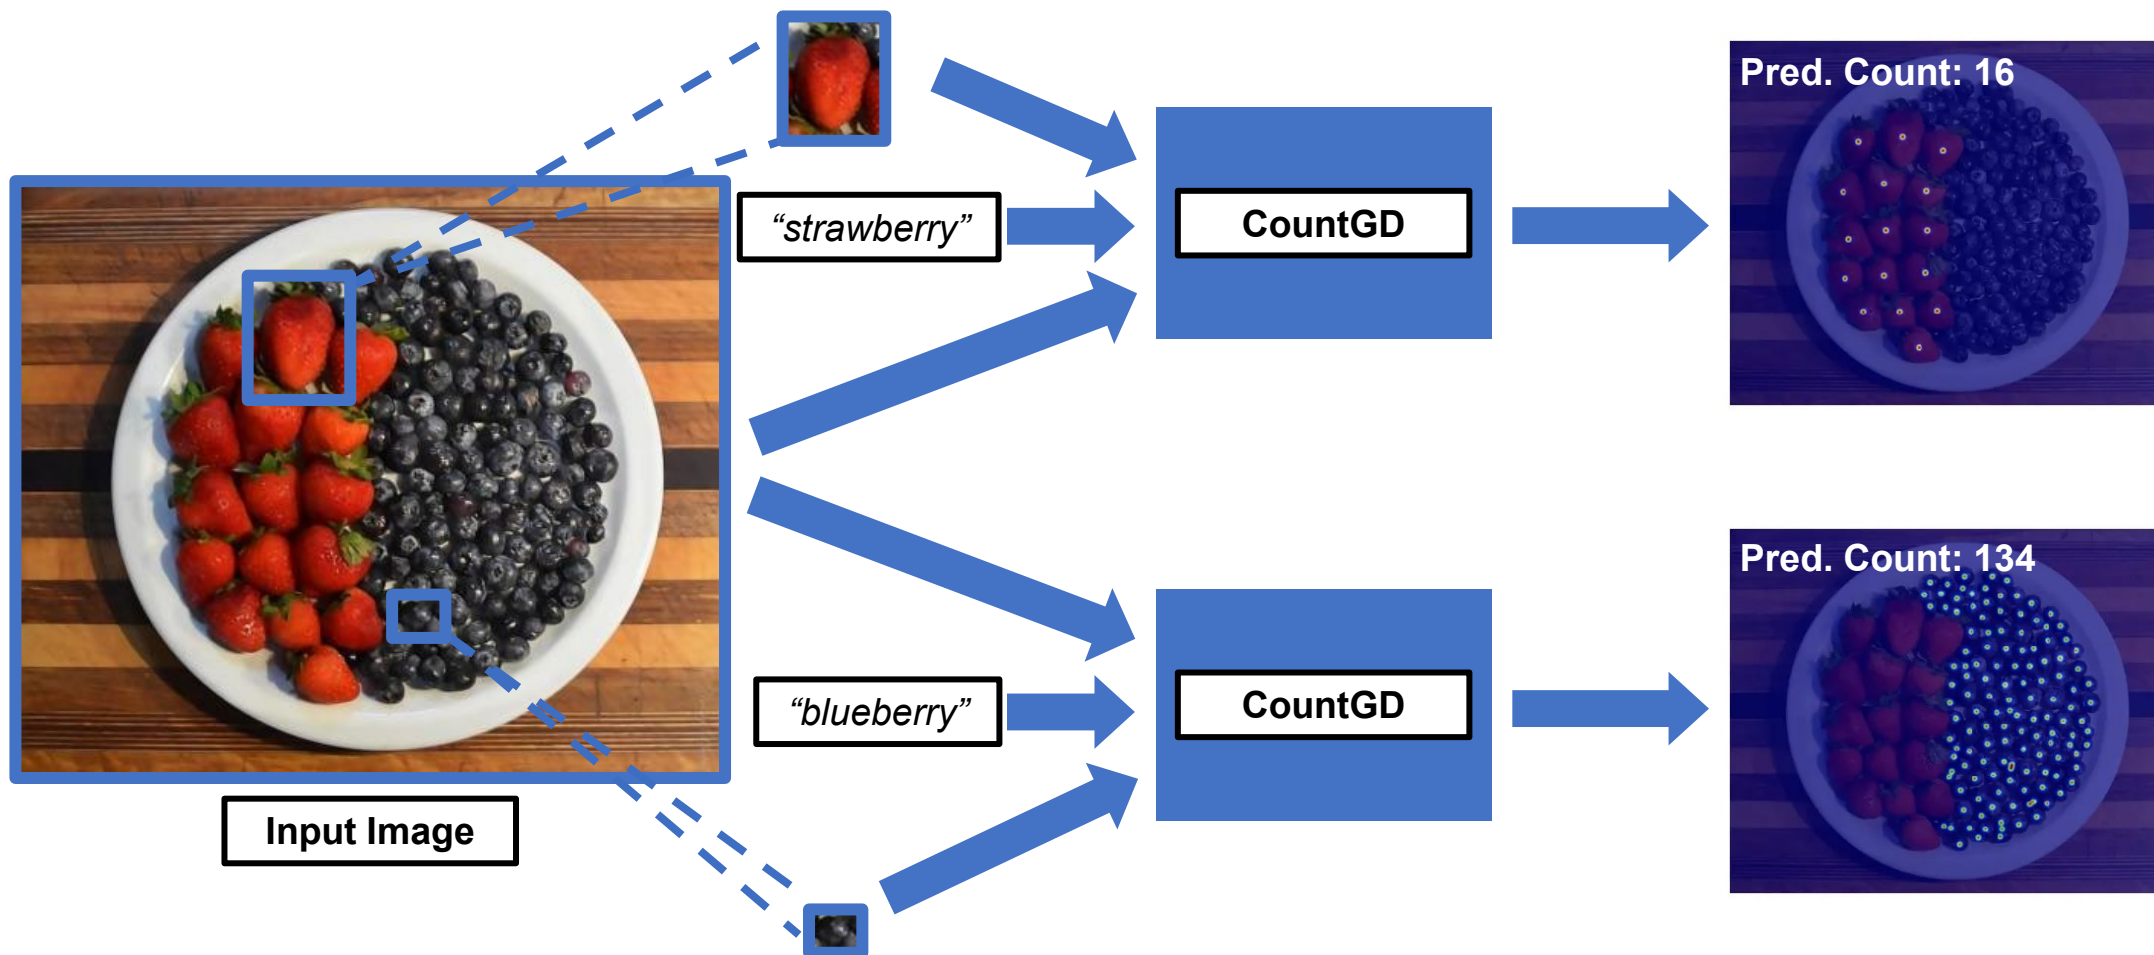 Pred. Count: 16
“strawberry”
CountGD
Pred. Count: 134
“blueberry”
CountGD
Input Image